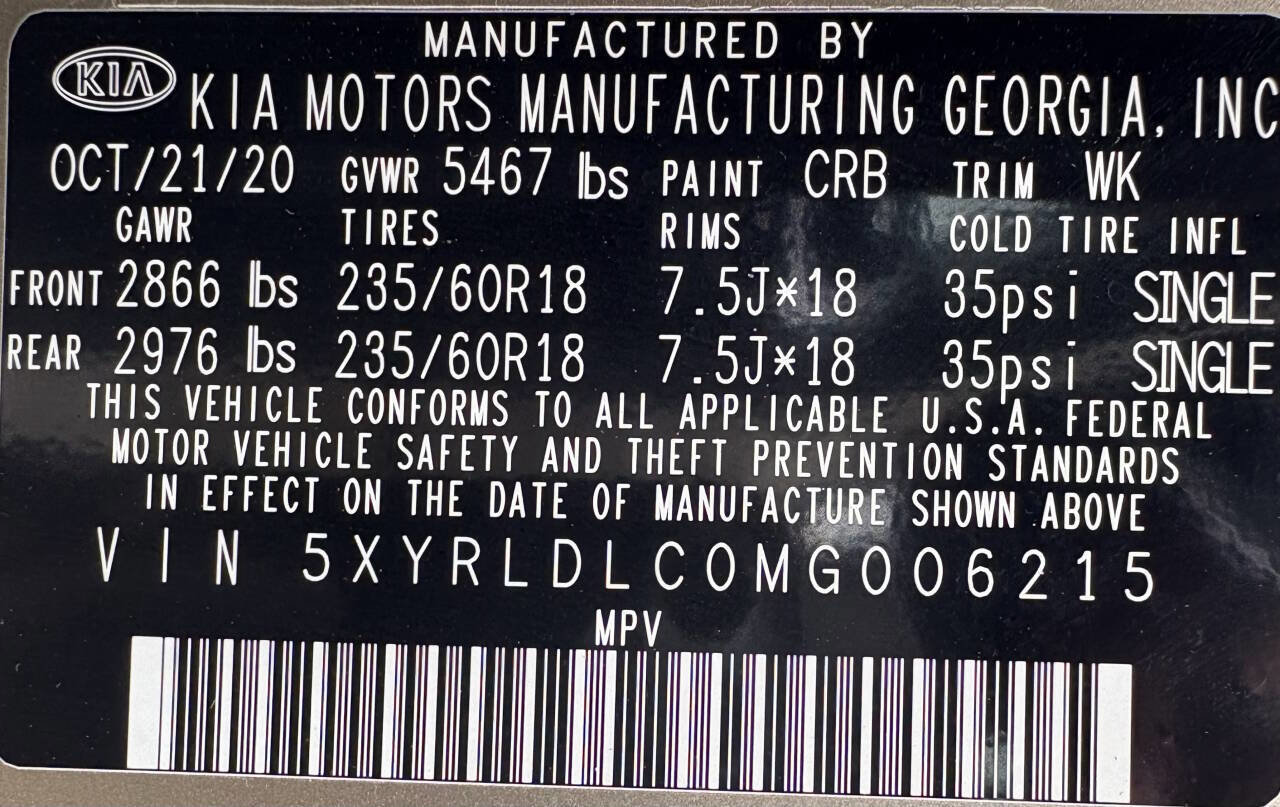 MANUFACTURED BY
KIA KIA MOTORS MANUFACTURING GEORGIA, INC
OCT/21/20 GVWR 5467 lbs PAINT CRB TRIM WK
GAWR TIRES RIMS COLD TIRE INFL
FRONT 2866 lbs 235/60R18 7.5J*18 35psi SINGLE
REAR 2976 lbs 235/60R18 7.5J*18 35psi SINGLE
THIS VEHICLE CONFORMS TO ALL APPLICABLE U.S.A. FEDERAL
MOTOR VEHICLE SAFETY AND THEFT PREVENTION STANDARDS
IN EFFECT ON THE DATE OF MANUFACTURE SHOWN ABOVE
VIN 5XYRLDLC0MG006215
MPV